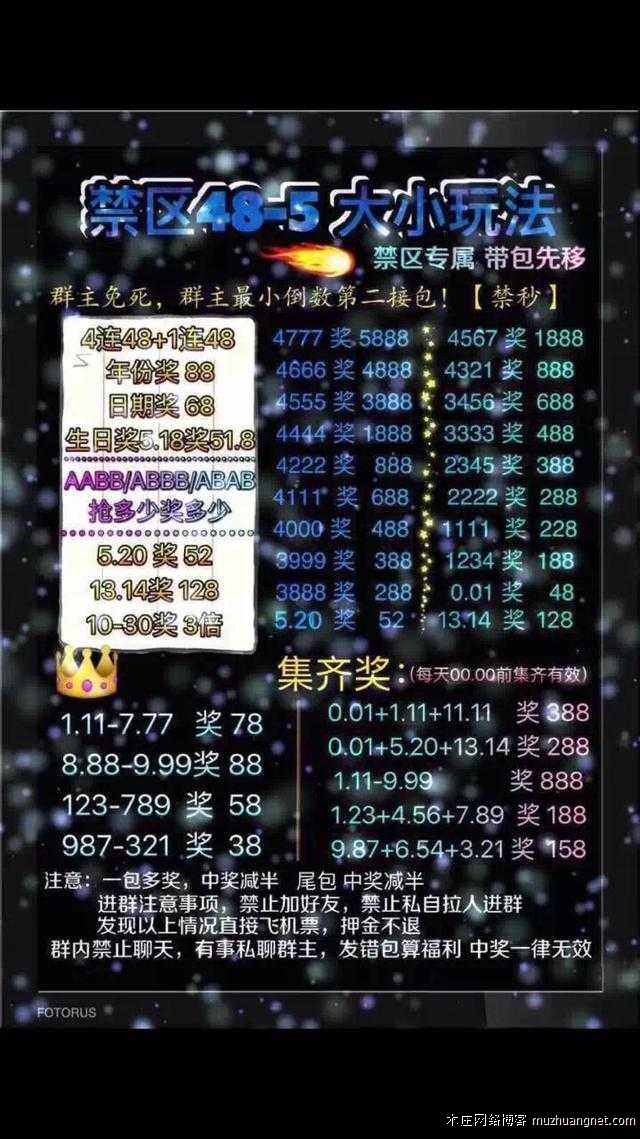 禁区48-5 大小玩法
禁区专属 带包先移
群主免死，群主最小倒数第二接包！【禁秒】
4连48+1连48
年份奖 88
日期奖 68
生日奖5.18奖51.8
AABB/ABBB/ABAB
抢多少奖多少
5.20 奖 52
13.14奖 128
10-30奖 3倍
4777 奖 5888
4666 奖 4888
4555 奖 3888
4444 奖 1888
4222 奖 888
4111 奖 688
4000 奖 488
3999 奖 388
3888 奖 288
5.20 奖 52
4567 奖 1888
4321 奖 888
3456 奖 688
3333 奖 488
2345 奖 388
2222 奖 288
1111 奖 228
1234 奖 188
0.01 奖 48
13.14 奖 128
1.11-7.77 奖 78
8.88-9.99奖 88
123-789 奖 58
987-321 奖 38
集齐奖：(每天00.00前集齐有效)
0.01+1.11+11.11 奖 388
0.01+5.20+13.14 奖 288
1.11-9.99 奖 888
1.23+4.56+7.89 奖 188
9.87+6.54+3.21 奖 158
注意：一包多奖，中奖减半 尾包 中奖减半
进群注意事项，禁止加好友，禁止私自拉人进群
发现以上情况直接飞机票，押金不退
群内禁止聊天，有事私聊群主，发错包算福利 中奖一律无效
FOTORUS
木庄网络博客 muzhuangnet.com